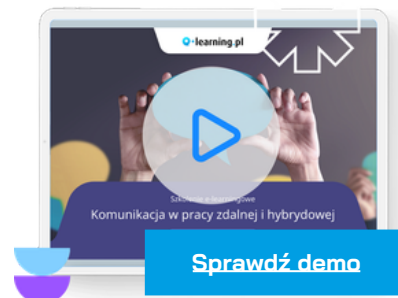 e-learning.pl
Szkolenie e-learningowe
Komunikacja w pracy zdalnej i hybrydowej
Sprawdź demo